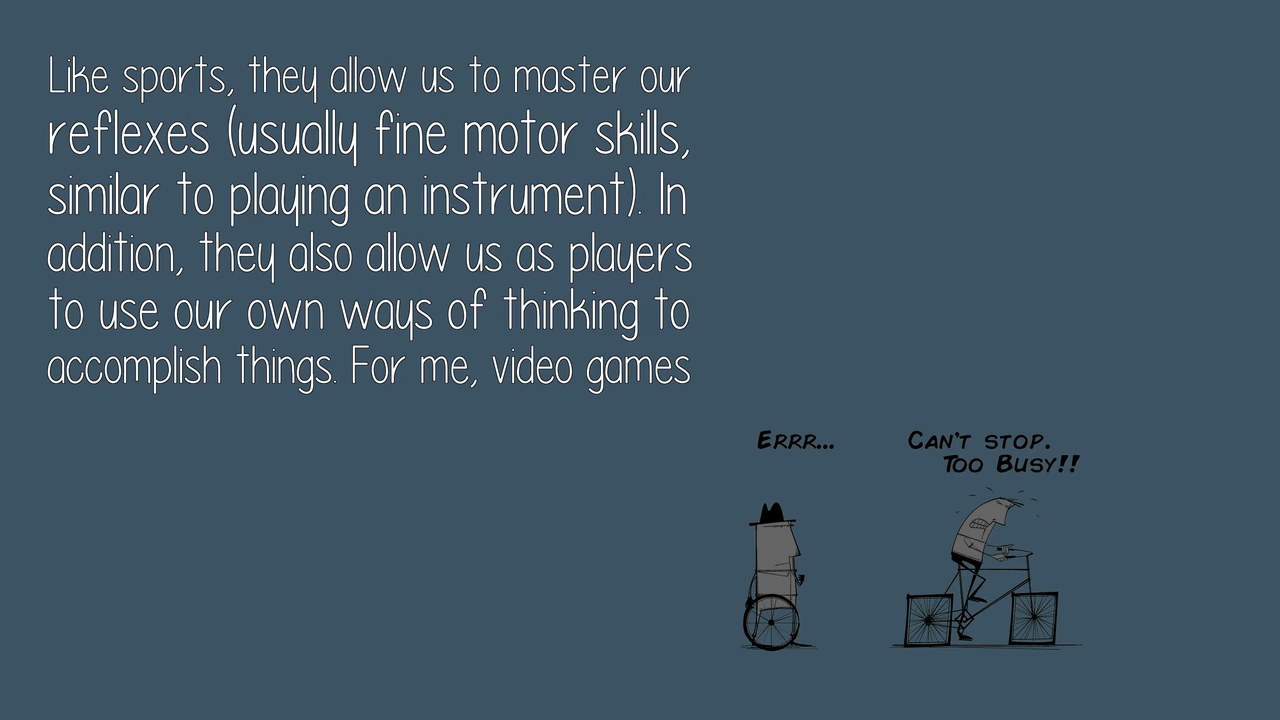 Like sports, they allow us to master our
reflexes (usually fine motor skills,
similar to playing an instrument). In
addition, they also allow us as players
to use our own ways of thinking to
accomplish things. For me, video games
ERRR...
CAN'T STOP.
TOO BUSY!!